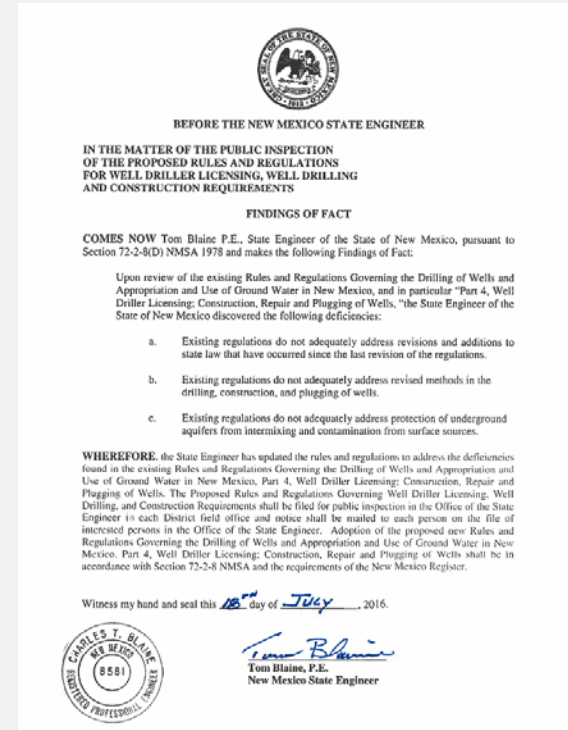 GREAT SEAL OF THE STATE OF NEW MEXICO
1912
BEFORE THE NEW MEXICO STATE ENGINEER
IN THE MATTER OF THE PUBLIC INSPECTION
OF THE PROPOSED RULES AND REGULATIONS
FOR WELL DRILLER LICENSING, WELL DRILLING
AND CONSTRUCTION REQUIREMENTS
FINDINGS OF FACT
COMES NOW Tom Blaine P.E., State Engineer of the State of New Mexico, pursuant to
Section 72-2-8(D) NMSA 1978 and makes the following Findings of Fact:
Upon review of the existing Rules and Regulations Governing the Drilling of Wells and
Appropriation and Use of Ground Water in New Mexico, and in particular "Part 4, Well
Driller Licensing; Construction, Repair and Plugging of Wells, "the State Engineer of the
State of New Mexico discovered the following deficiencies:
a. Existing regulations do not adequately address revisions and additions to
state law that have occurred since the last revision of the regulations.
b. Existing regulations do not adequately address revised methods in the
drilling, construction, and plugging of wells.
c. Existing regulations do not adequately address protection of underground
aquifers from intermixing and contamination from surface sources.
WHEREFORE, the State Engineer has updated the rules and regulations to address the deficiencies
found in the existing Rules and Regulations Governing the Drilling of Wells and Appropriation and
Use of Ground Water in New Mexico, Part 4, Well Driller Licensing; Construction, Repair and
Plugging of Wells. The Proposed Rules and Regulations Governing Well Driller Licensing, Well
Drilling, and Construction Requirements shall be filed for public inspection in the Office of the State
Engineer in each District field office and notice shall be mailed to each person on the file of
interested persons in the Office of the State Engineer. Adoption of the proposed new Rules and
Regulations Governing the Drilling of Wells and Appropriation and Use of Ground Water in New
Mexico, Part 4, Well Driller Licensing; Construction, Repair and Plugging of Wells shall be in
accordance with Section 72-2-8 NMSA and the requirements of the New Mexico Register.
Witness my hand and seal this day of JULY, 2016.
Tom Blaine
Tom Blaine, P.E.
New Mexico State Engineer
CHARLES T. BLAINE
NEW MEXICO
8581
REGISTERED PROFESSIONAL ENGINEER